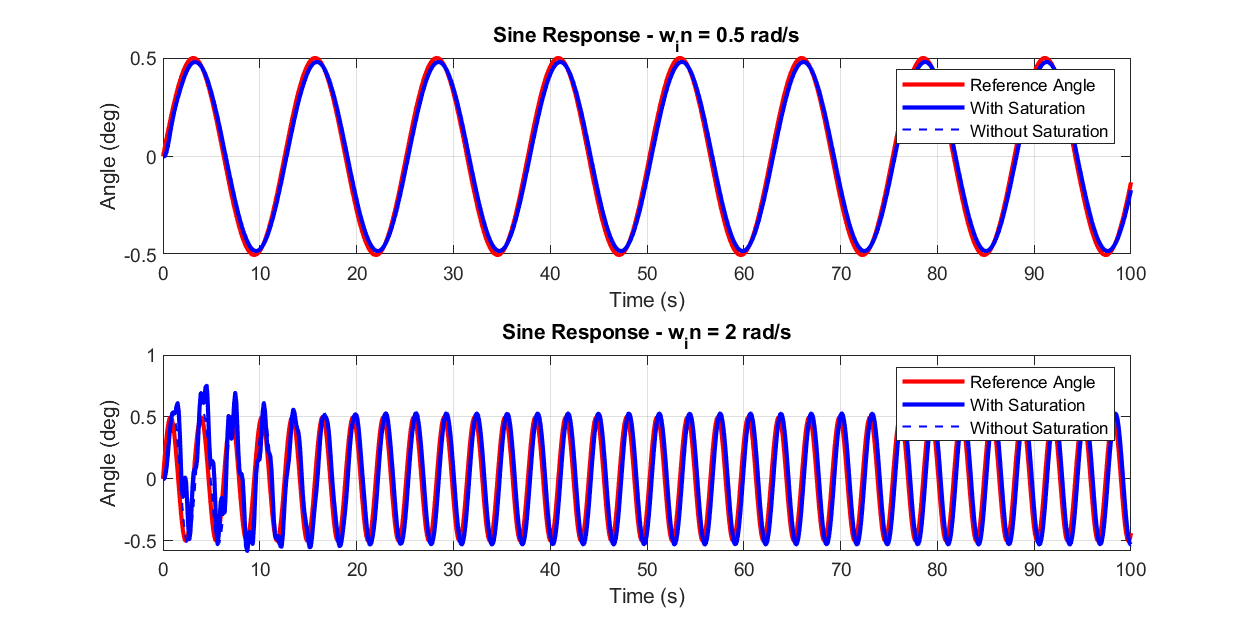 Sine Response - wᵢn = 0.5 rad/s
0.5
0
-0.5
Angle (deg)
Reference Angle
With Saturation
Without Saturation
0 10 20 30 40 50 60 70 80 90 100
Time (s)
Sine Response - wᵢn = 2 rad/s
1
0.5
0
-0.5
Angle (deg)
Reference Angle
With Saturation
Without Saturation
0 10 20 30 40 50 60 70 80 90 100
Time (s)